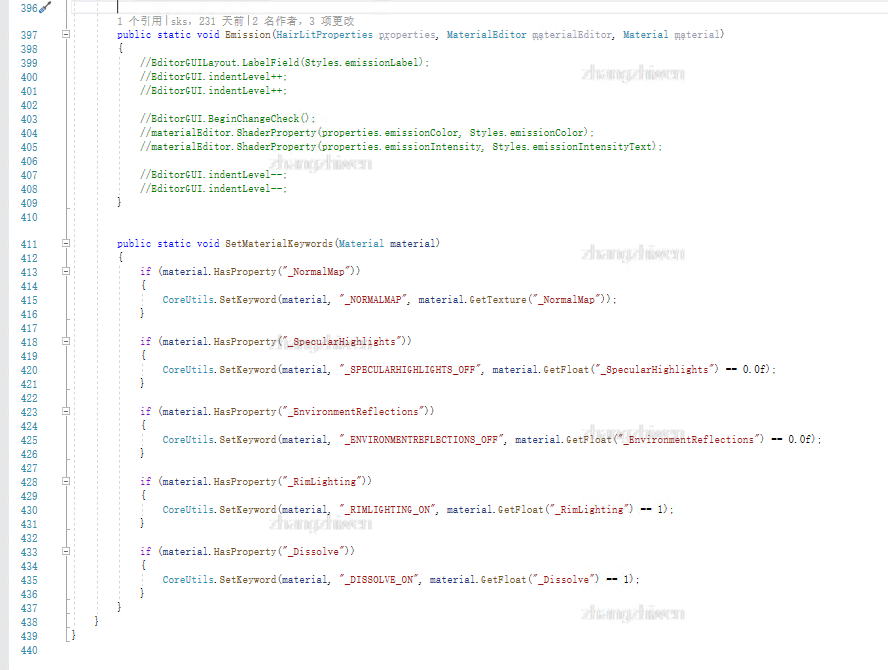 396
1 个引用|sks, 231 天前|2 名作者, 3 项更改
397 public static void Emission(HairLitProperties properties, MaterialEditor materialEditor, Material material)
398 {
399 //EditorGUILayout.LabelField(Styles.emissionLabel);
zhangzhiwen
400 //EditorGUI.indentLevel++;
401 //EditorGUI.indentLevel++;
402
403 //EditorGUI.BeginChangeCheck();
404 //materialEditor.ShaderProperty(properties.emissionColor, Styles.emissionColor);
405 //materialEditor.ShaderProperty(properties.emissionIntensity, Styles.emissionIntensityText);
406
zhangzhiwen
407 //EditorGUI.indentLevel--;
408 //EditorGUI.indentLevel--;
409 }
410
411 public static void SetMaterialKeywords(Material material)
zhangzhiwen
412 {
413 if (material.HasProperty("_NormalMap"))
414 {
415 CoreUtils.SetKeyword(material, "_NORMALMAP", material.GetTexture("_NormalMap"));
416 }
417
418 if (material.HasProperty("_SpecularHighlights"))
zhangzhiwen
419 {
420 CoreUtils.SetKeyword(material, "_SPECULARHIGHLIGHTS_OFF", material.GetFloat("_SpecularHighlights") == 0.0f);
421 }
422
423 if (material.HasProperty("_EnvironmentReflections"))
424 {
zhangzhiwen
425 CoreUtils.SetKeyword(material, "_ENVIRONMENTREFLECTIONS_OFF", material.GetFloat("_EnvironmentReflections") == 0.0f);
426 }
427
428 if (material.HasProperty("_RimLighting"))
429 {
430 CoreUtils.SetKeyword(material, "_RIMLIGHTING_ON", material.GetFloat("_RimLighting") == 1);
431 }
zhangzhiwen
432
433 if (material.HasProperty("_Dissolve"))
434 {
435 CoreUtils.SetKeyword(material, "_DISSOLVE_ON", material.GetFloat("_Dissolve") == 1);
436 }
437 }
zhangzhiwen
438 }
439 }
440